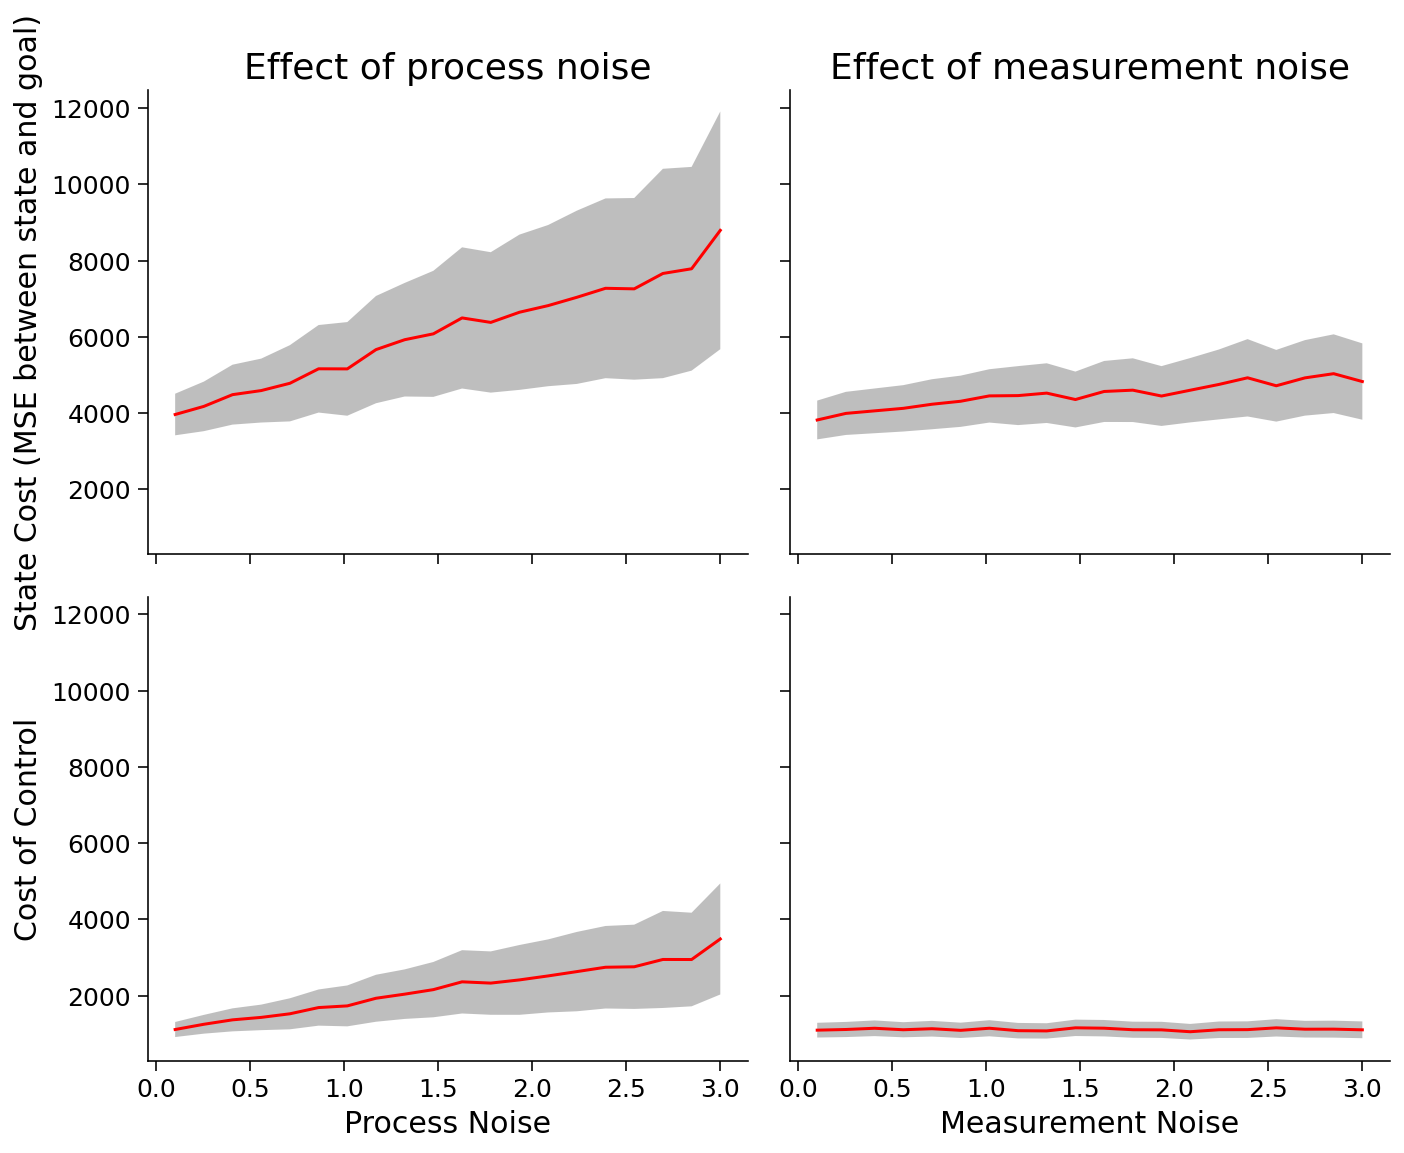 Effect of process noise
Effect of measurement noise
State Cost (MSE between state and goal)
12000
10000
8000
6000
4000
2000
Cost of Control
12000
10000
8000
6000
4000
2000
0.0 0.5 1.0 1.5 2.0 2.5 3.0
Process Noise
0.0 0.5 1.0 1.5 2.0 2.5 3.0
Measurement Noise